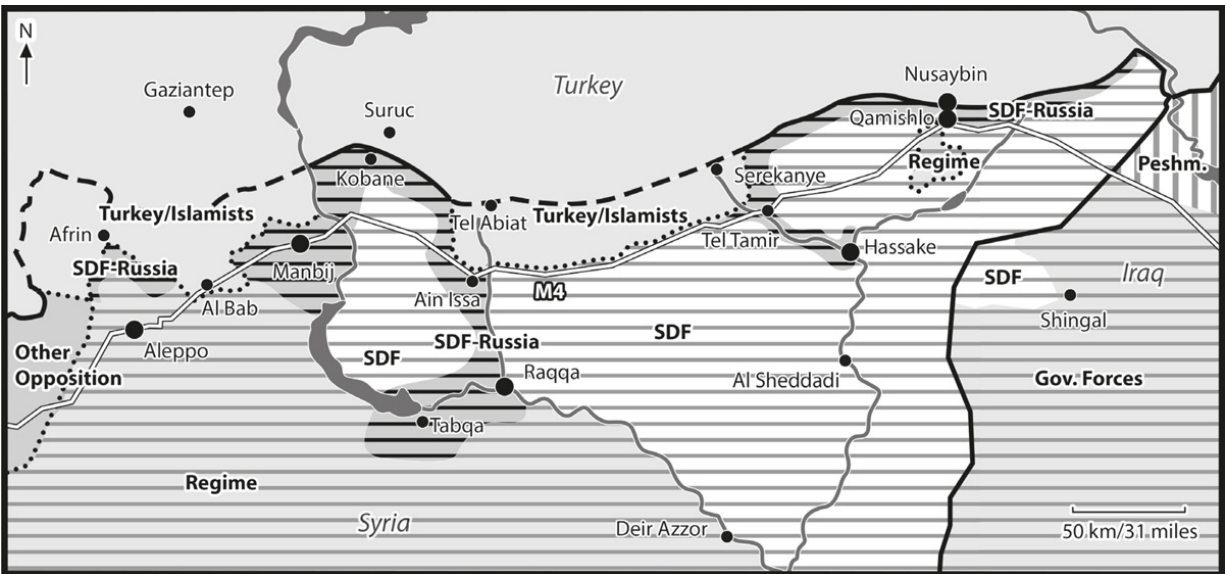 N
Gaziantep
Suruc
Turkey
Nusaybin
Qamishlo
SDF-Russia
Regime
Peshm.
Kobane
Serekanye
Turkey/Islamists
Tel Abiat
Turkey/Islamists
Afrin
SDF-Russia
Manbij
Tel Tamir
Hassake
Al Bab
Ain Issa
M4
SDF
Iraq
Shingal
Aleppo
Other
Opposition
SDF
SDF-Russia
SDF
Raqqa
Al Sheddadi
Gov. Forces
Tabqa
Regime
Syria
Deir Azzor
50 km/31 miles